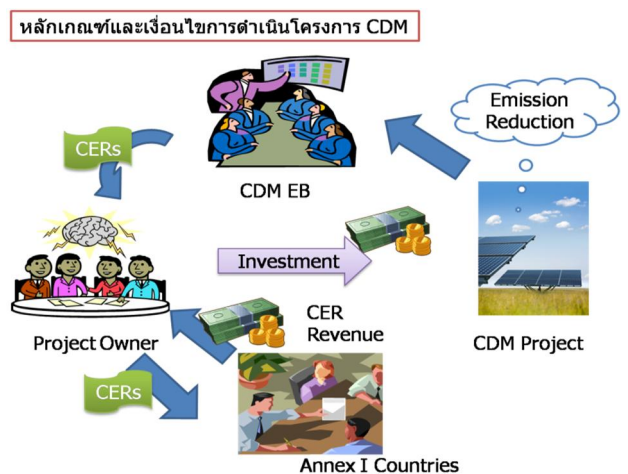 หลักเกณฑ์และเงื่อนไขการดำเนินโครงการ CDM
Emission
Reduction
CERs
CDM EB
Investment
CER
Revenue
Project Owner
CDM Project
CERs
Annex I Countries